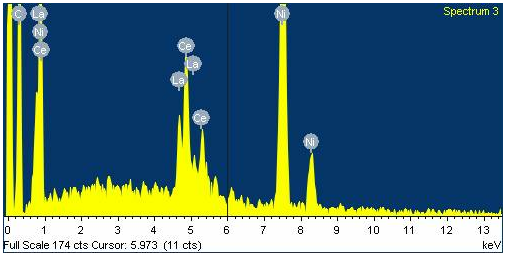 Spectrum 3
C La Ni
Ni
Ce Ce
La
La
Ce
Ni
0 1 2 3 4 5 6 7 8 9 10 11 12 13
Full Scale 174 cts Cursor: 5.973 (11 cts) keV